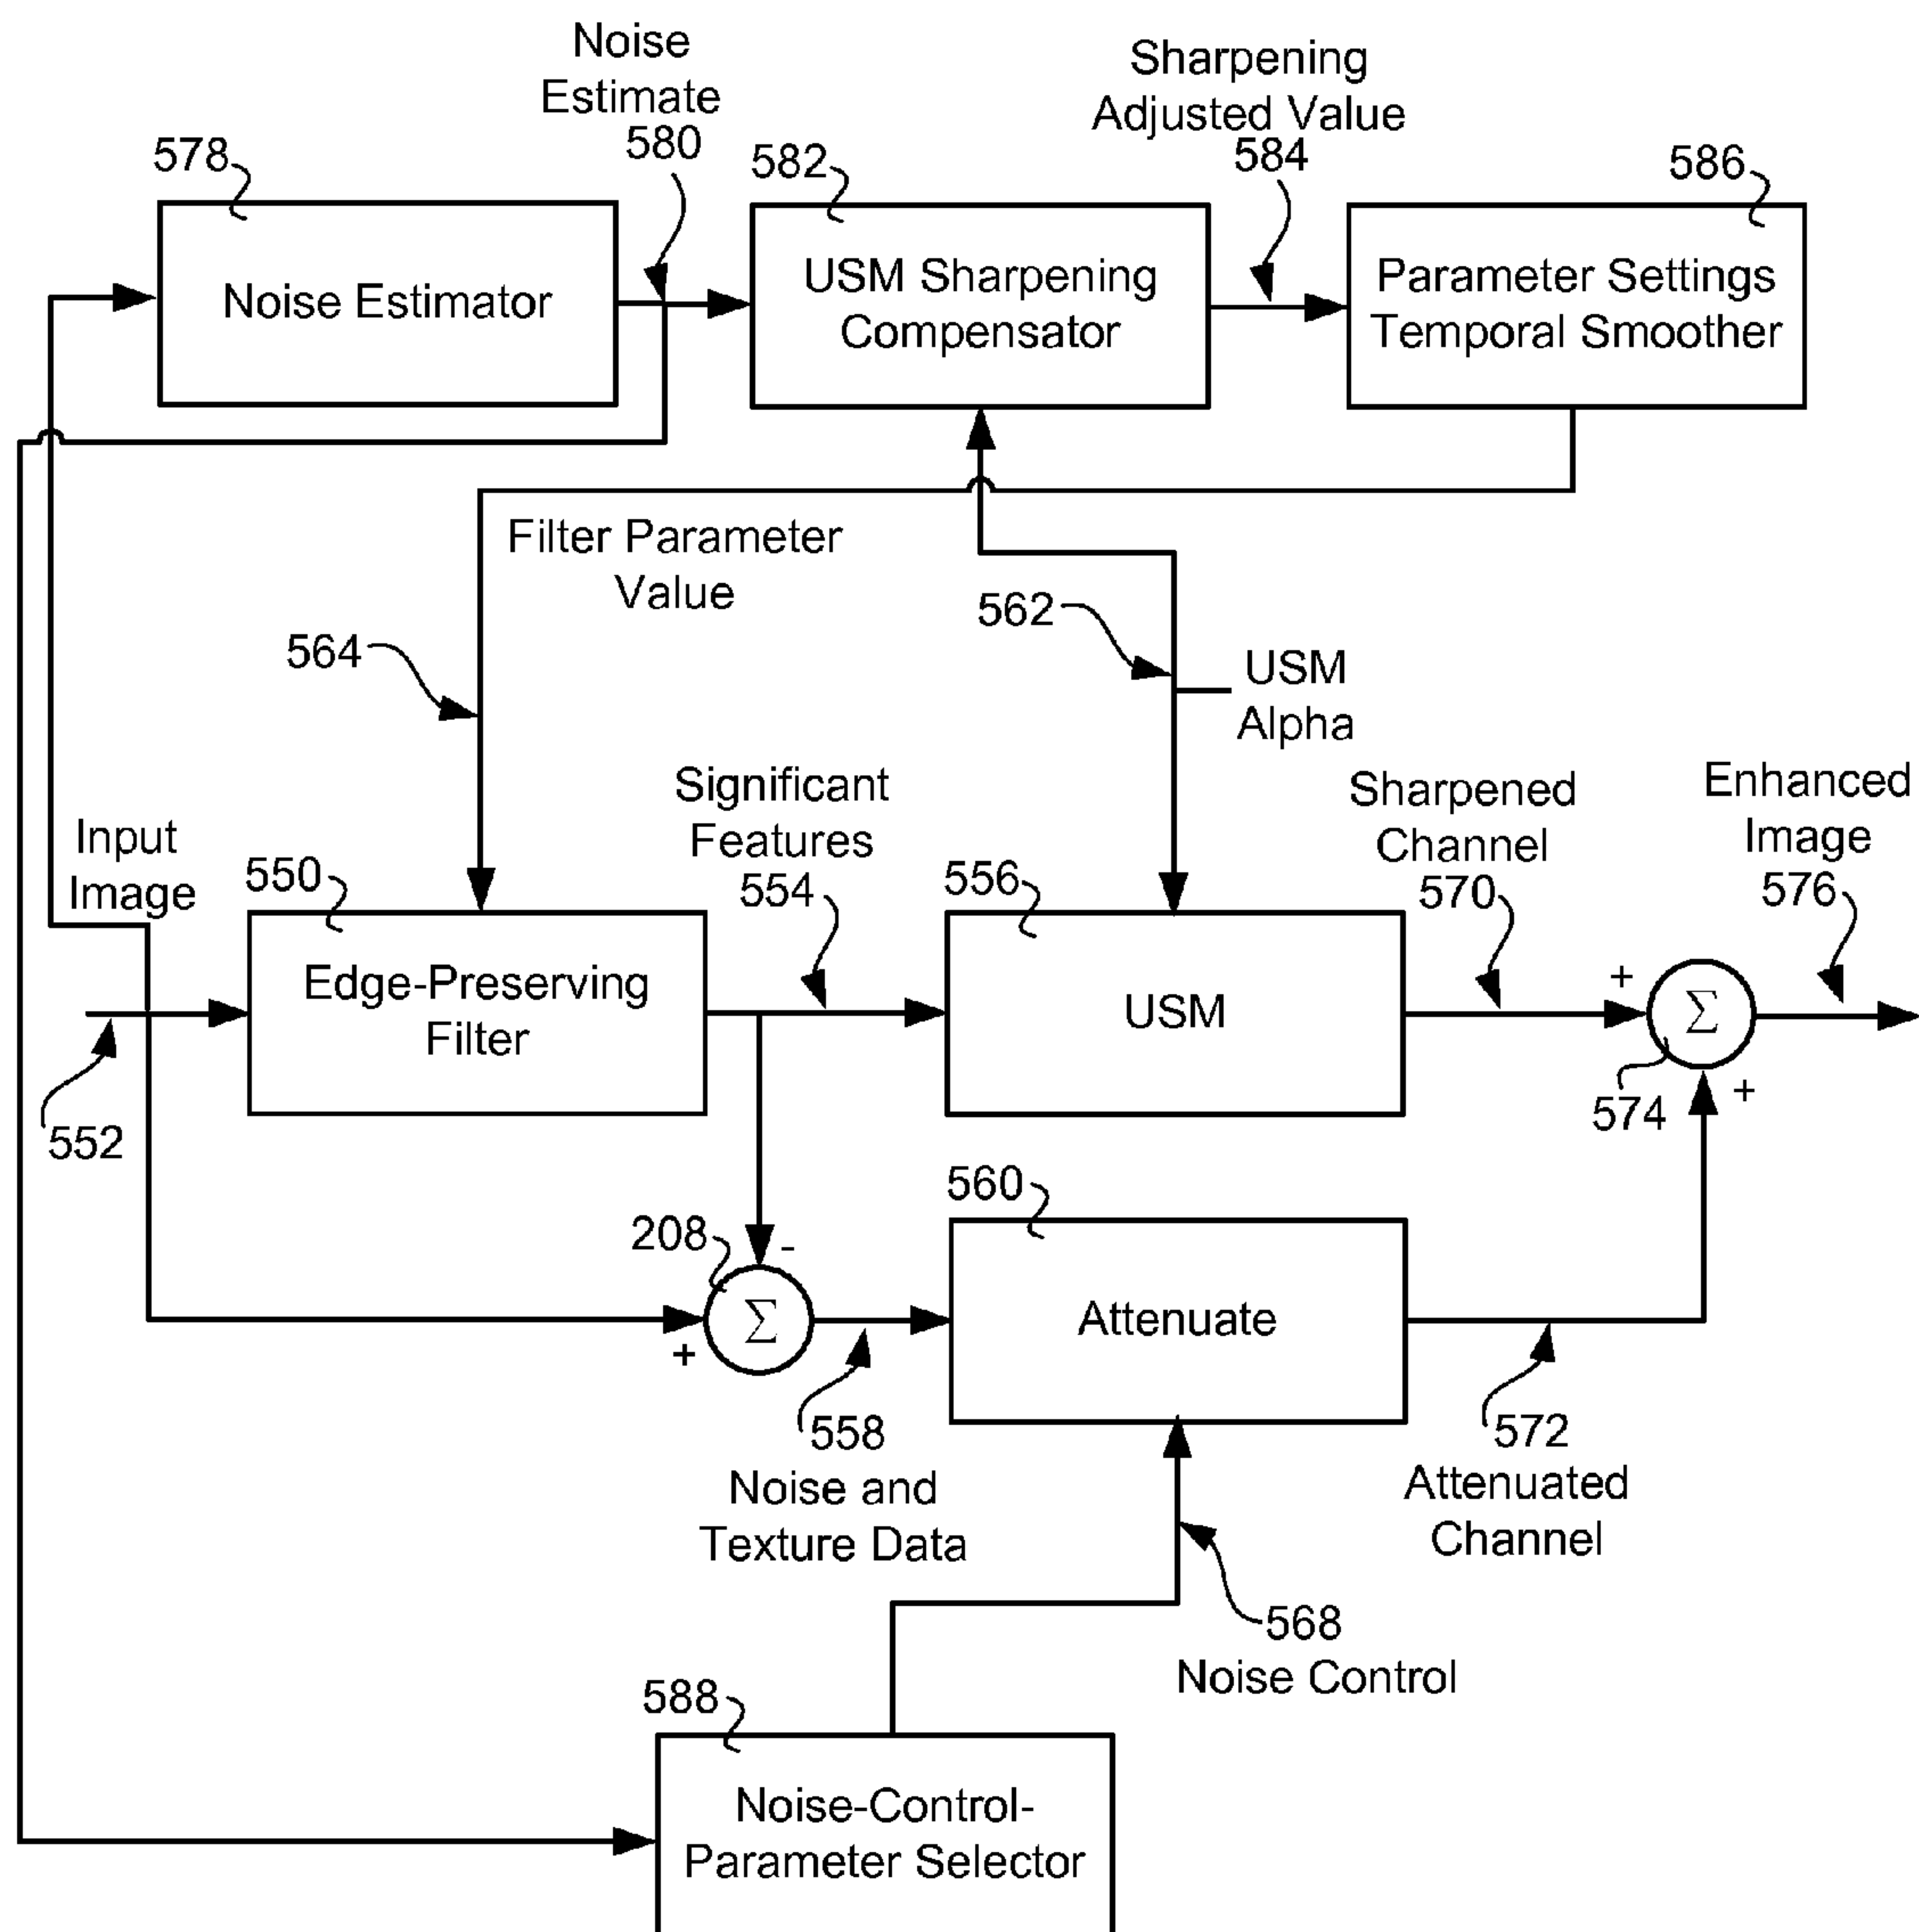 Noise
Estimate
580
Sharpening
Adjusted Value
584
578
582
586
Noise Estimator
USM Sharpening
Compensator
Parameter Settings
Temporal Smoother
Filter Parameter
Value
564
562
USM
Alpha
Input
Image
550
Significant
Features
554
556
Sharpened
Channel
570
Enhanced
Image
576
Edge-Preserving
Filter
USM
+
Σ
+
574
552
560
208
-
Σ
+
Attenuate
558
Noise and
Texture Data
572
Attenuated
Channel
568
Noise Control
588
Noise-Control-
Parameter Selector